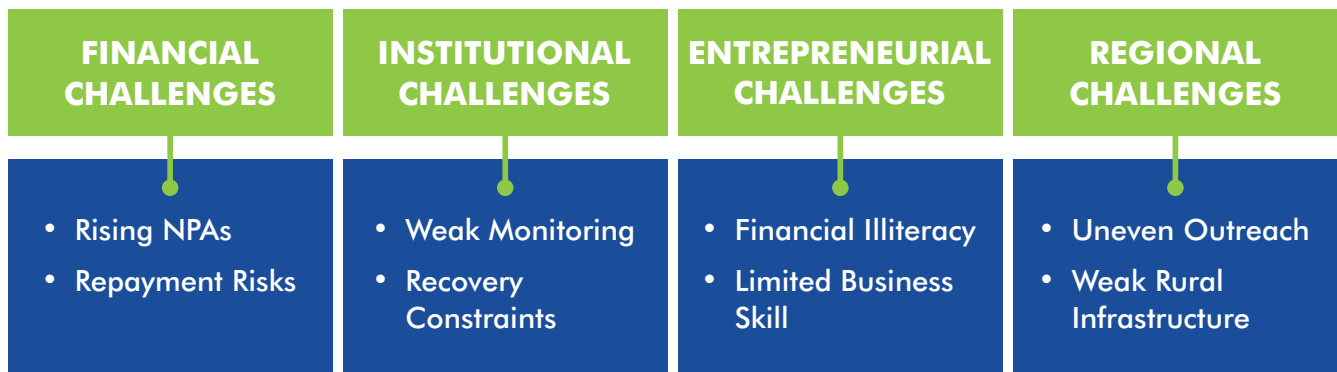 FINANCIAL
CHALLENGES
• Rising NPAs
• Repayment Risks
INSTITUTIONAL
CHALLENGES
• Weak Monitoring
• Recovery
Constraints
ENTREPRENEURIAL
CHALLENGES
• Financial Illiteracy
• Limited Business
Skill
REGIONAL
CHALLENGES
• Uneven Outreach
• Weak Rural
Infrastructure